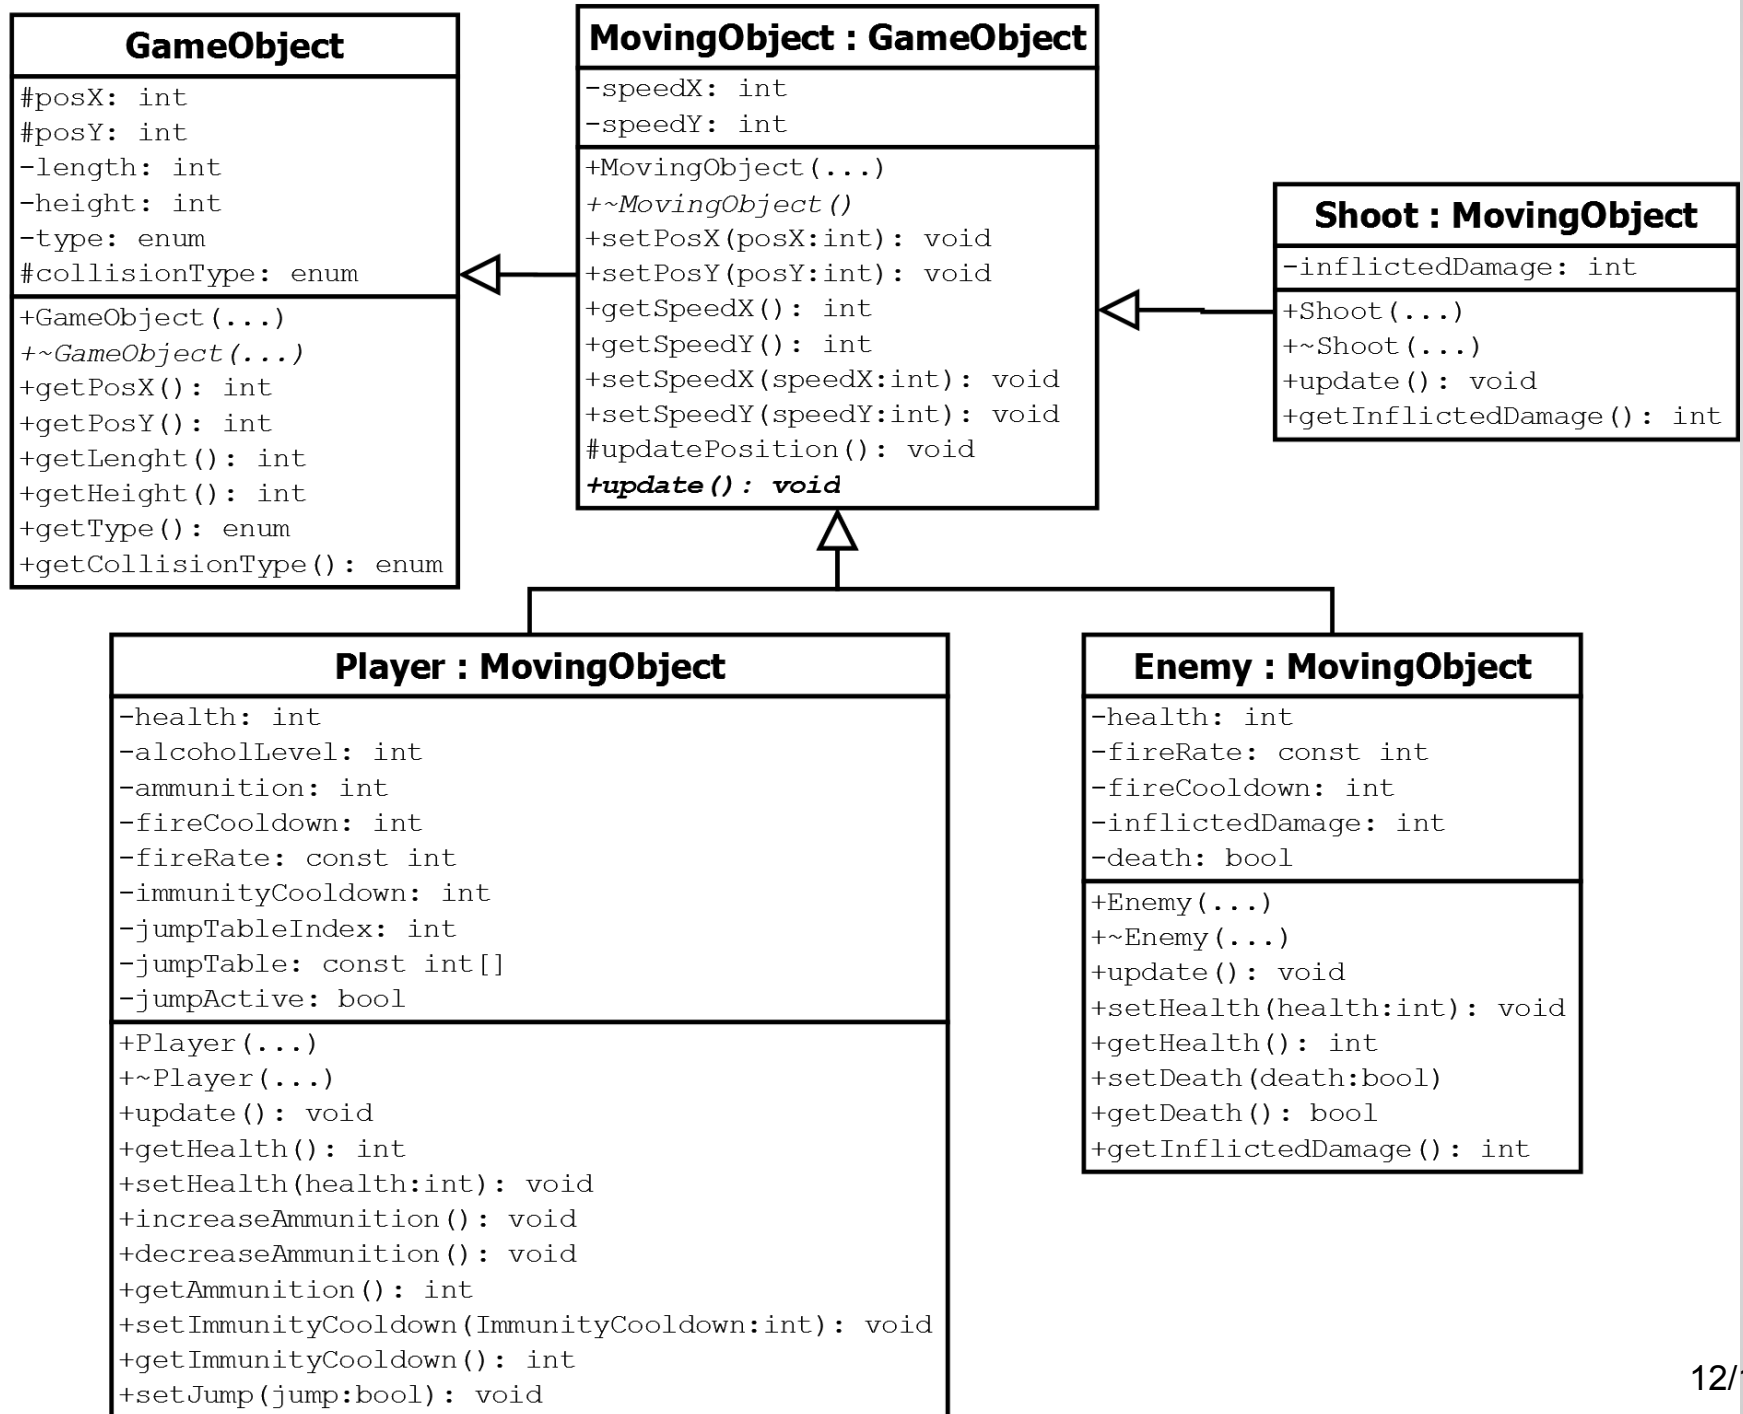 GameObject
#posX: int
#posY: int
-length: int
-height: int
-type: enum
#collisionType: enum
+GameObject(...)
+~GameObject(...)
+getPosX(): int
+getPosY(): int
+getLenght(): int
+getHeight(): int
+getType(): enum
+getCollisionType(): enum
MovingObject : GameObject
-speedX: int
-speedY: int
+MovingObject(...)
+~MovingObject()
+setPosX(posX:int): void
+setPosY(posY:int): void
+getSpeedX(): int
+getSpeedY(): int
+setSpeedX(speedX:int): void
+setSpeedY(speedY:int): void
#updatePosition(): void
+update(): void
Shoot : MovingObject
-inflictedDamage: int
+Shoot(...)
+~Shoot(...)
+update(): void
+getInflictedDamage(): int
Player : MovingObject
-health: int
-alcoholLevel: int
-ammunition: int
-fireCooldown: int
-fireRate: const int
-immunityCooldown: int
-jumpTableIndex: int
-jumpTable: const int[]
-jumpActive: bool
+Player(...)
+~Player(...)
+update(): void
+getHealth(): int
+setHealth(health:int): void
+increaseAmmunition(): void
+decreaseAmmunition(): void
+getAmmunition(): int
+setImmunityCooldown(ImmunityCooldown:int): void
+getImmunityCooldown(): int
+setJump(jump:bool): void
Enemy : MovingObject
-health: int
-fireRate: const int
-fireCooldown: int
-inflictedDamage: int
-death: bool
+Enemy(...)
+~Enemy(...)
+update(): void
+setHealth(health:int): void
+getHealth(): int
+setDeath(death:bool)
+getDeath(): bool
+getInflictedDamage(): int
12/